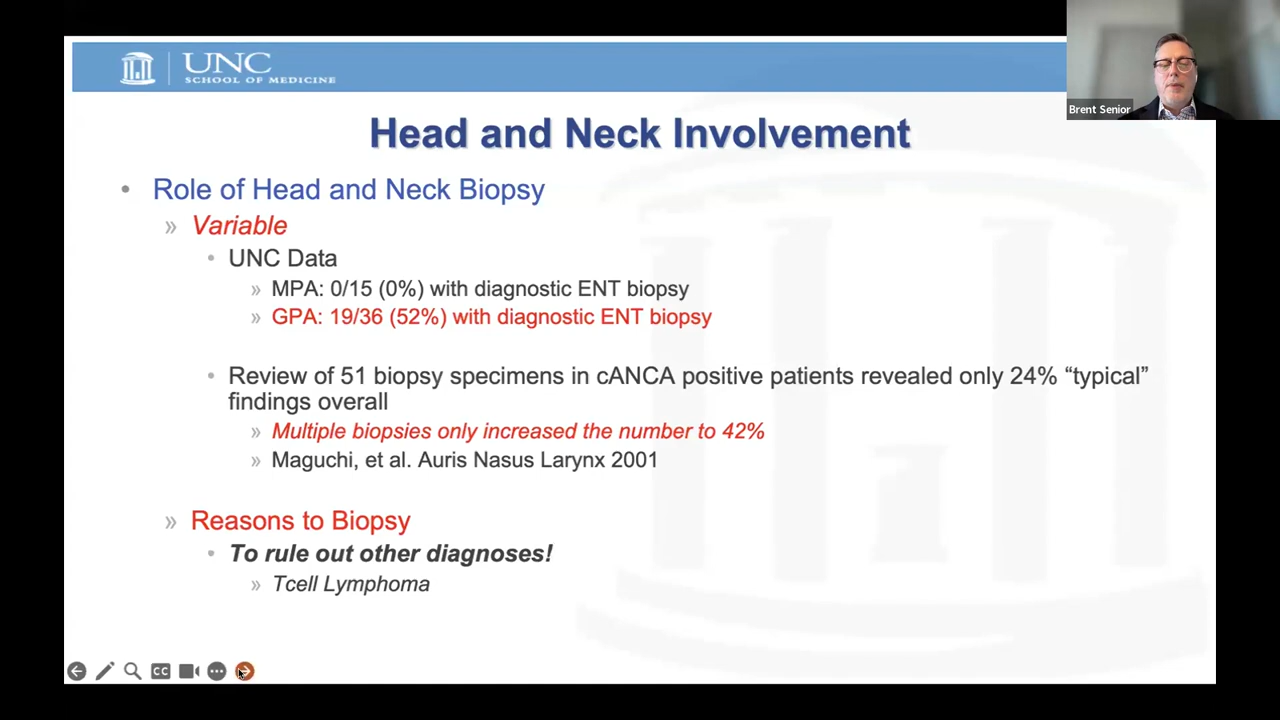 UNC
SCHOOL OF MEDICINE
Brent Senior
Head and Neck Involvement
• Role of Head and Neck Biopsy
» Variable
• UNC Data
» MPA: 0/15 (0%) with diagnostic ENT biopsy
» GPA: 19/36 (52%) with diagnostic ENT biopsy
• Review of 51 biopsy specimens in cANCA positive patients revealed only 24% “typical”
findings overall
» Multiple biopsies only increased the number to 42%
» Maguchi, et al. Auris Nasus Larynx 2001
» Reasons to Biopsy
• To rule out other diagnoses!
» Tcell Lymphoma
CC